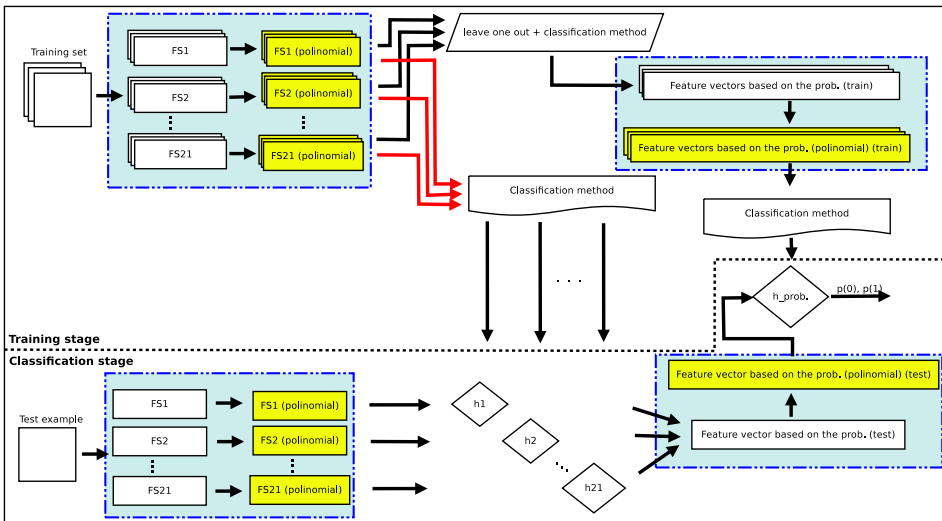 Training set
FS1
FS1 (polinomial)
FS2
FS2 (polinomial)
FS21
FS21 (polinomial)
leave one out + classification method
Feature vectors based on the prob. (train)
Feature vectors based on the prob. (polinomial) (train)
Classification method
Classification method
. . .
h_prob.
p(0), p(1)
Training stage
Classification stage
Test example
FS1
FS1 (polinomial)
FS2
FS2 (polinomial)
FS21
FS21 (polinomial)
h1
h2
h21
Feature vector based on the prob. (polinomial) (test)
Feature vector based on the prob. (test)